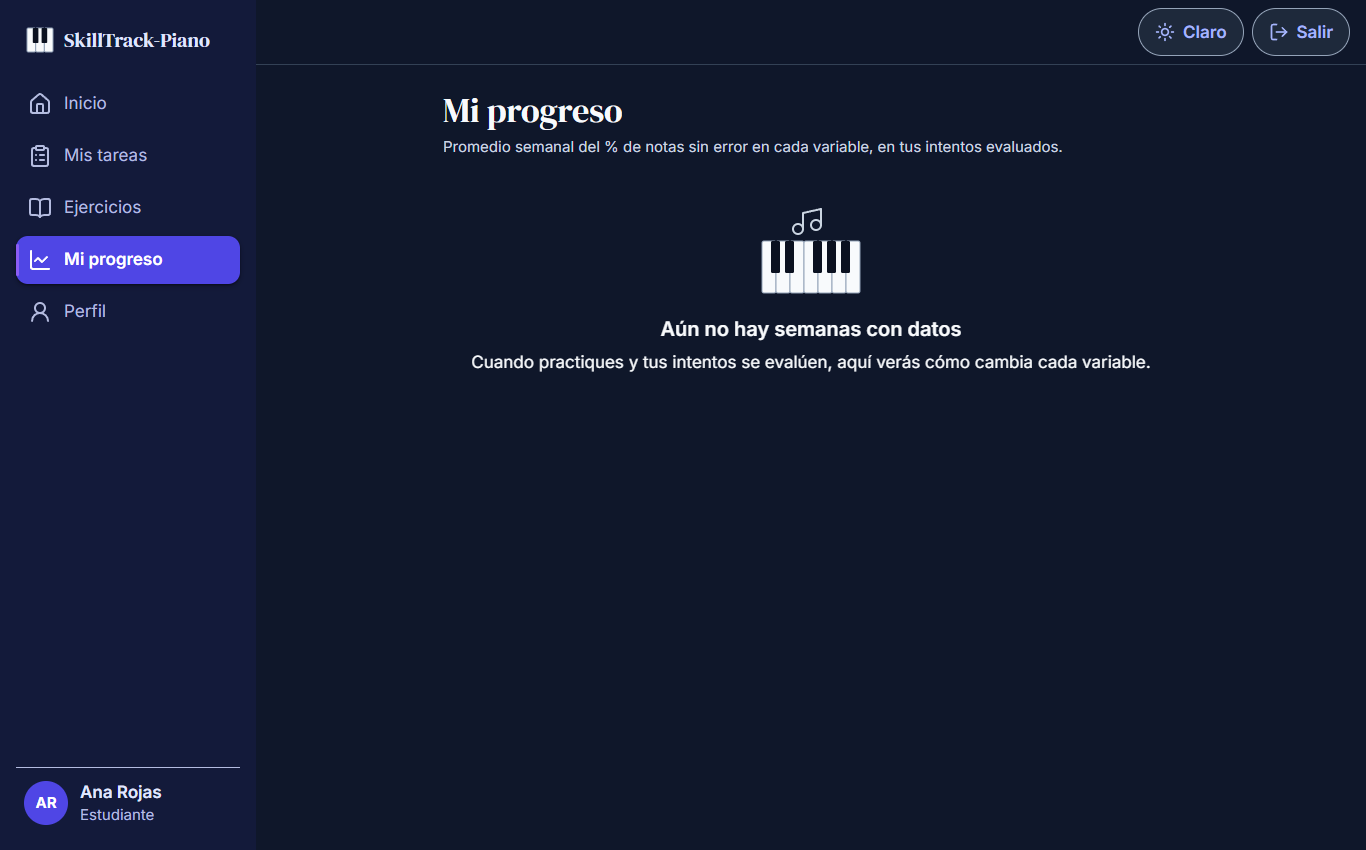 SkillTrack-Piano
Inicio
Mis tareas
Ejercicios
Mi progreso
Perfil
AR
Ana Rojas
Estudiante
Claro
Salir
Mi progreso
Promedio semanal del % de notas sin error en cada variable, en tus intentos evaluados.
Aún no hay semanas con datos
Cuando practiques y tus intentos se evalúen, aquí verás cómo cambia cada variable.